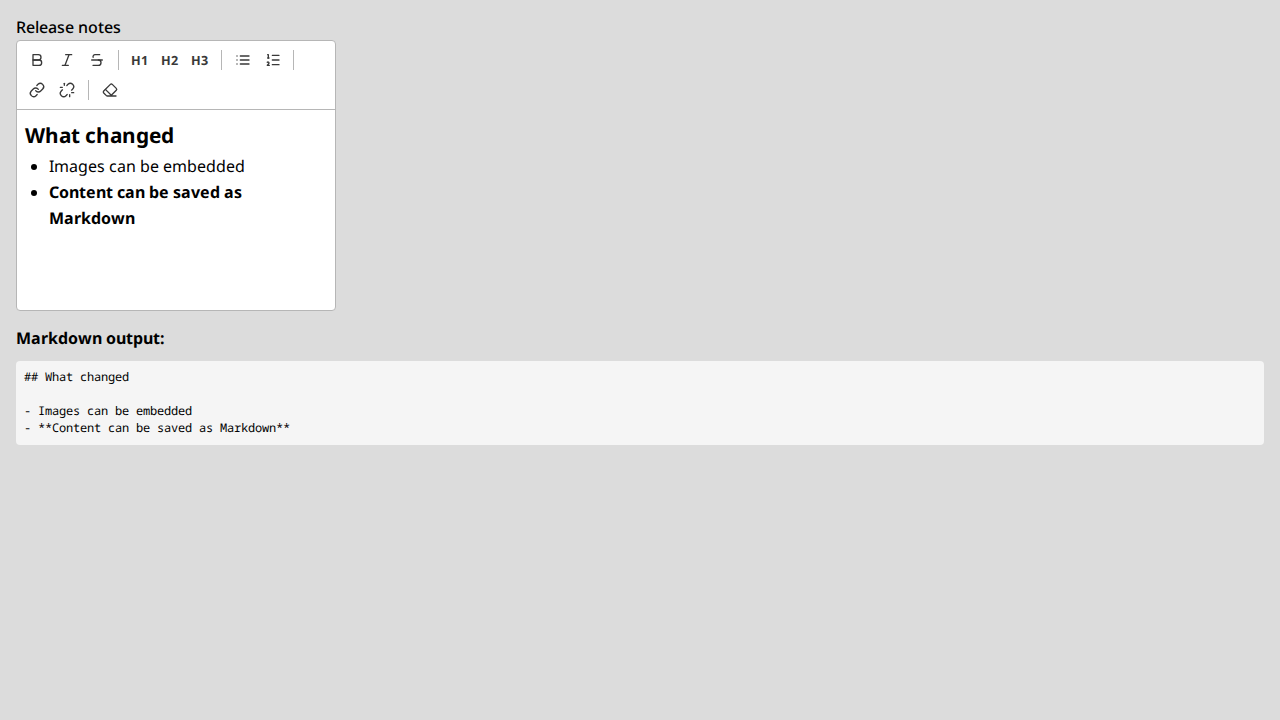 Release notes
H1 H2 H3
What changed
Images can be embedded
Content can be saved as
Markdown
Markdown output:
## What changed
- Images can be embedded
- **Content can be saved as Markdown**